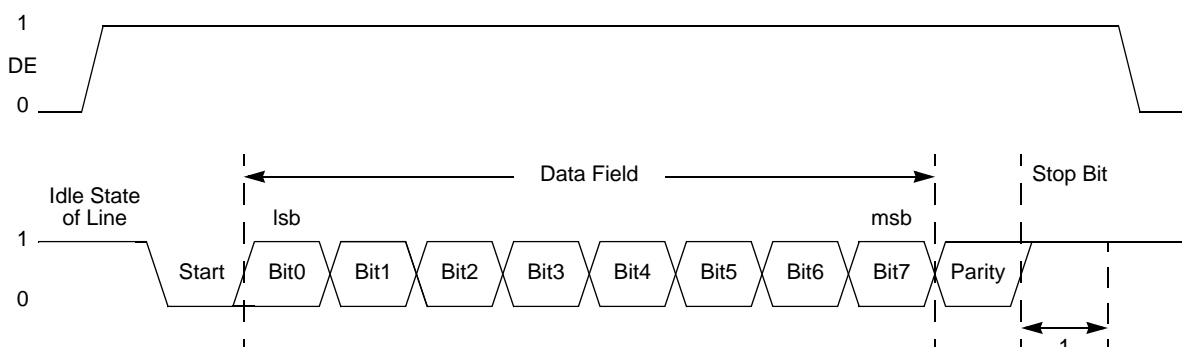 1
DE
0
Data Field
Stop Bit
Idle State
of Line
lsb
msb
1
Start
Bit0
Bit1
Bit2
Bit3
Bit4
Bit5
Bit6
Bit7
Parity
0
1